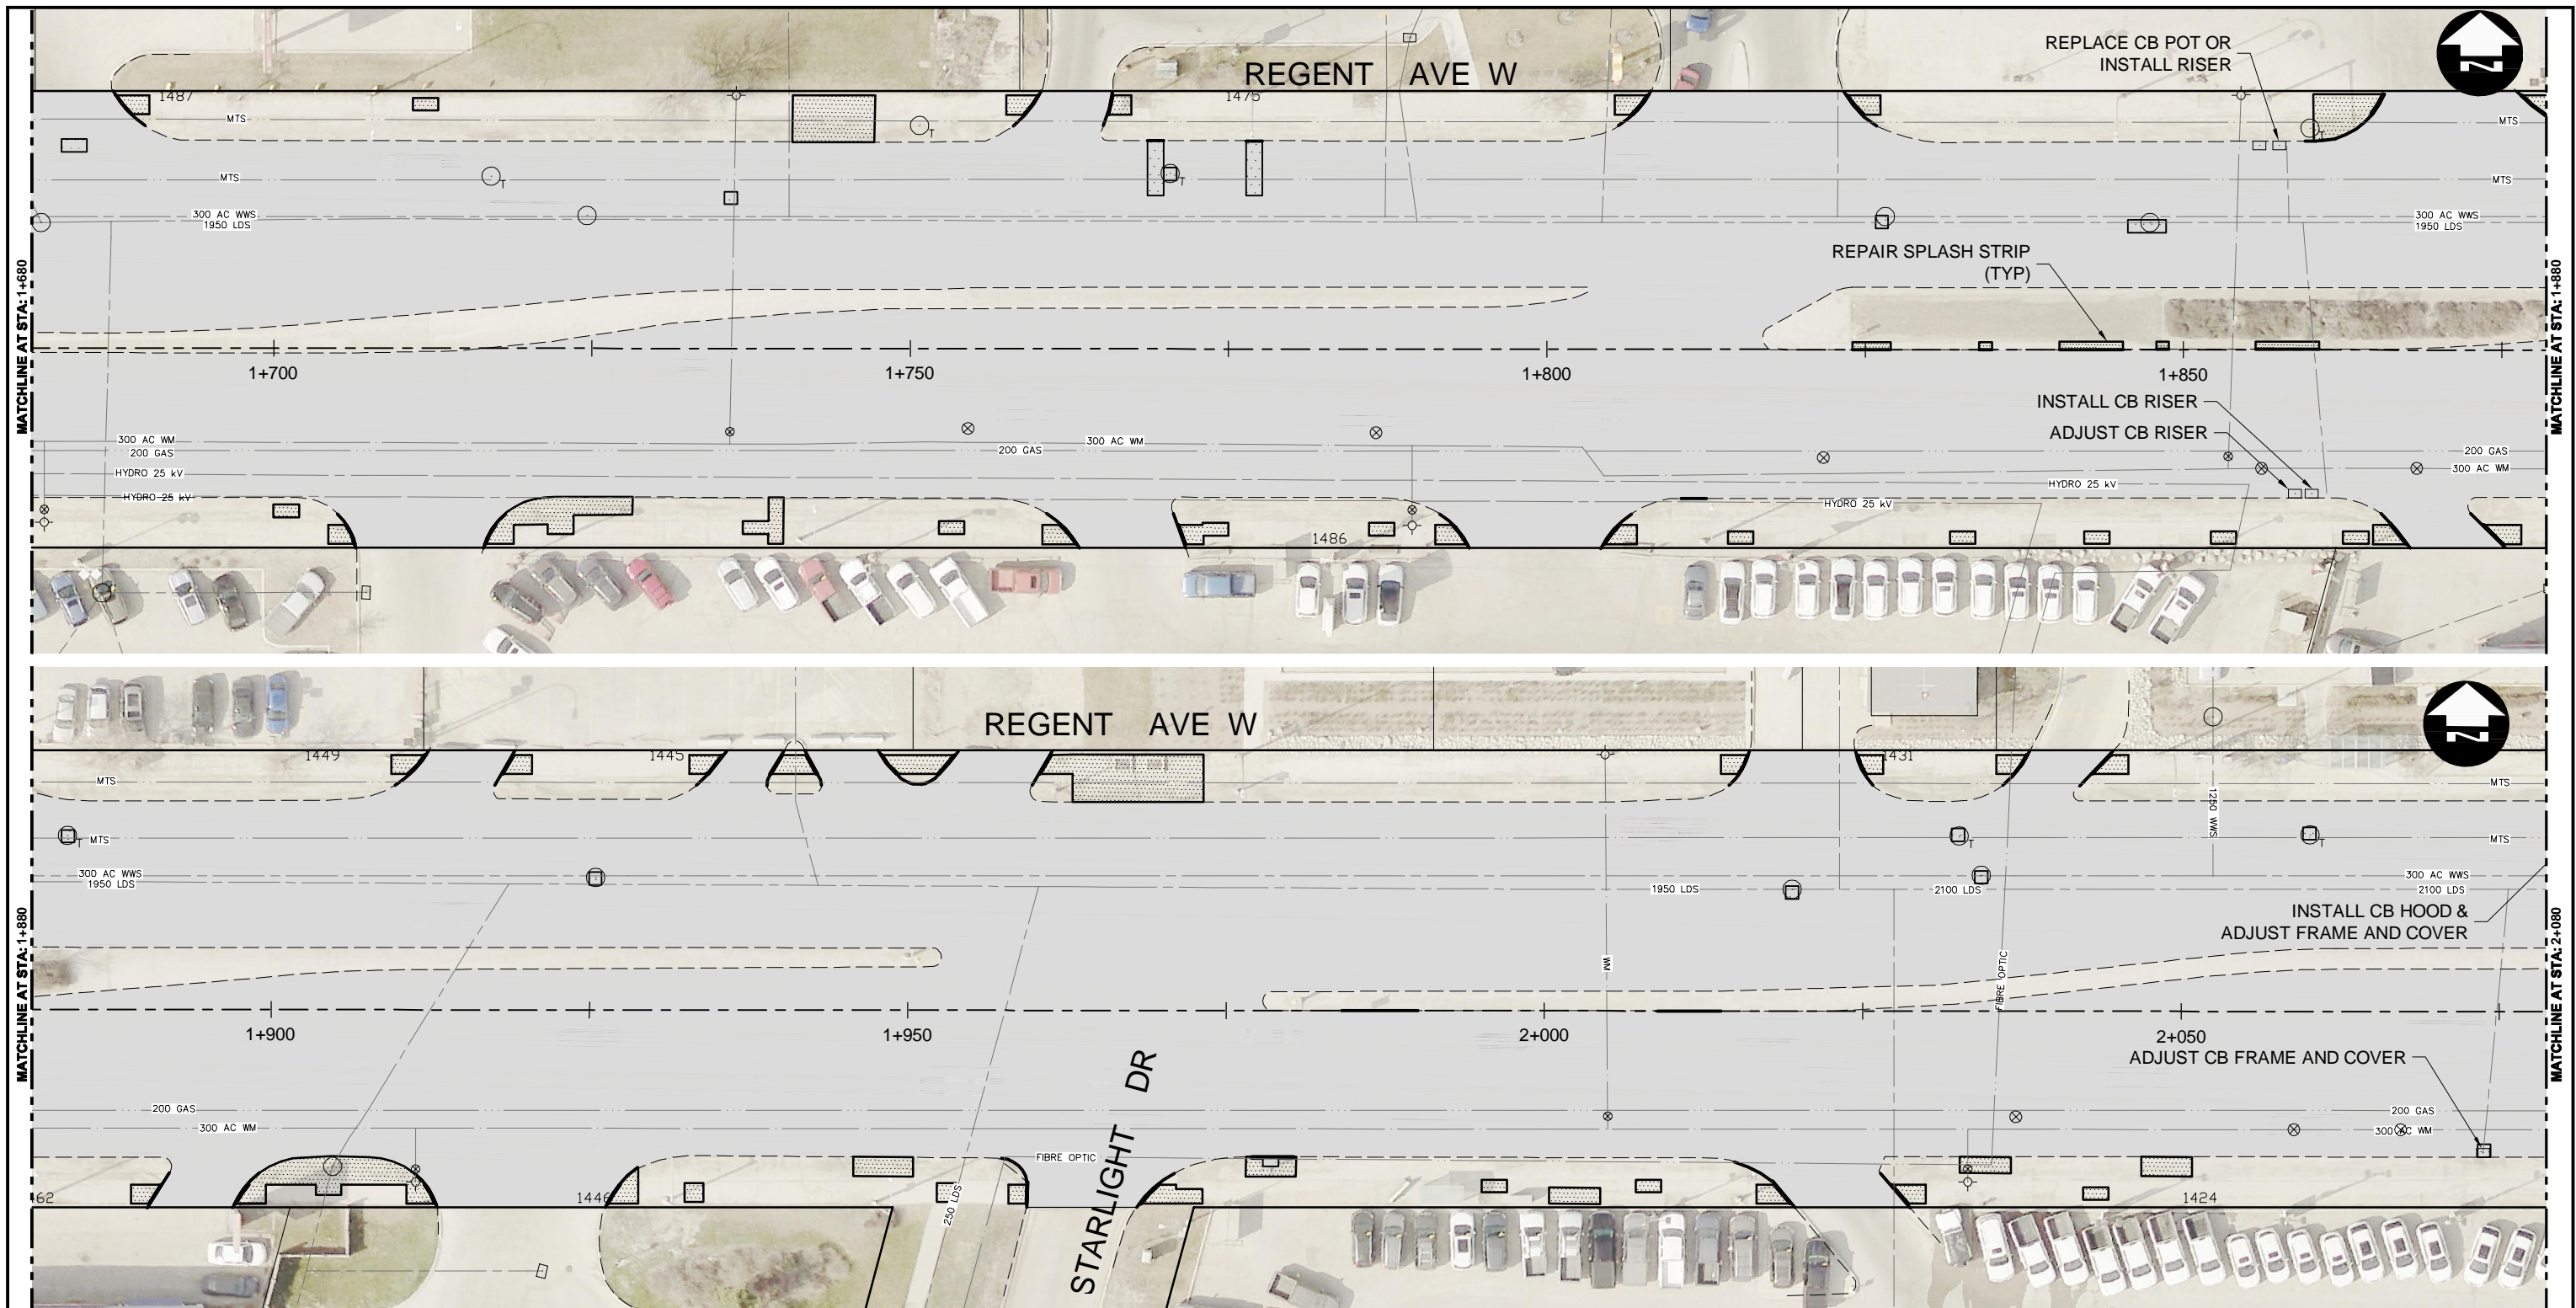 REPLACE CB POT OR
INSTALL RISER
REGENT AVE W
1487
1475
MTS
MTS
T
T
T
MTS
MTS
T
MTS
300 AC WWS
1950 LDS
300 AC WWS
1950 LDS
REPAIR SPLASH STRIP
(TYP)
MATCHLINE AT STA: 1+680
MATCHLINE AT STA: 1+880
1+700
1+750
1+800
1+850
INSTALL CB RISER
ADJUST CB RISER
300 AC WM
200 GAS
300 AC WM
200 GAS
200 GAS
300 AC WM
HYDRO 25 kV
HYDRO 25 kV
HYDRO 25 kV
HYDRO 25 kV
1486
REGENT AVE W
1449
1445
1431
MTS
MTS
T
MTS
1250 WWS
T
T
MTS
300 AC WWS
1950 LDS
1950 LDS
2100 LDS
300 AC WWS
2100 LDS
INSTALL CB HOOD &
ADJUST FRAME AND COVER
WM
FIBRE OPTIC
MATCHLINE AT STA: 1+880
MATCHLINE AT STA: 2+080
1+900
1+950
2+000
2+050
ADJUST CB FRAME AND COVER
200 GAS
300 AC WM
200 GAS
300 AC WM
FIBRE OPTIC
STARLIGHT DR
250 LDS
62
1446
1424